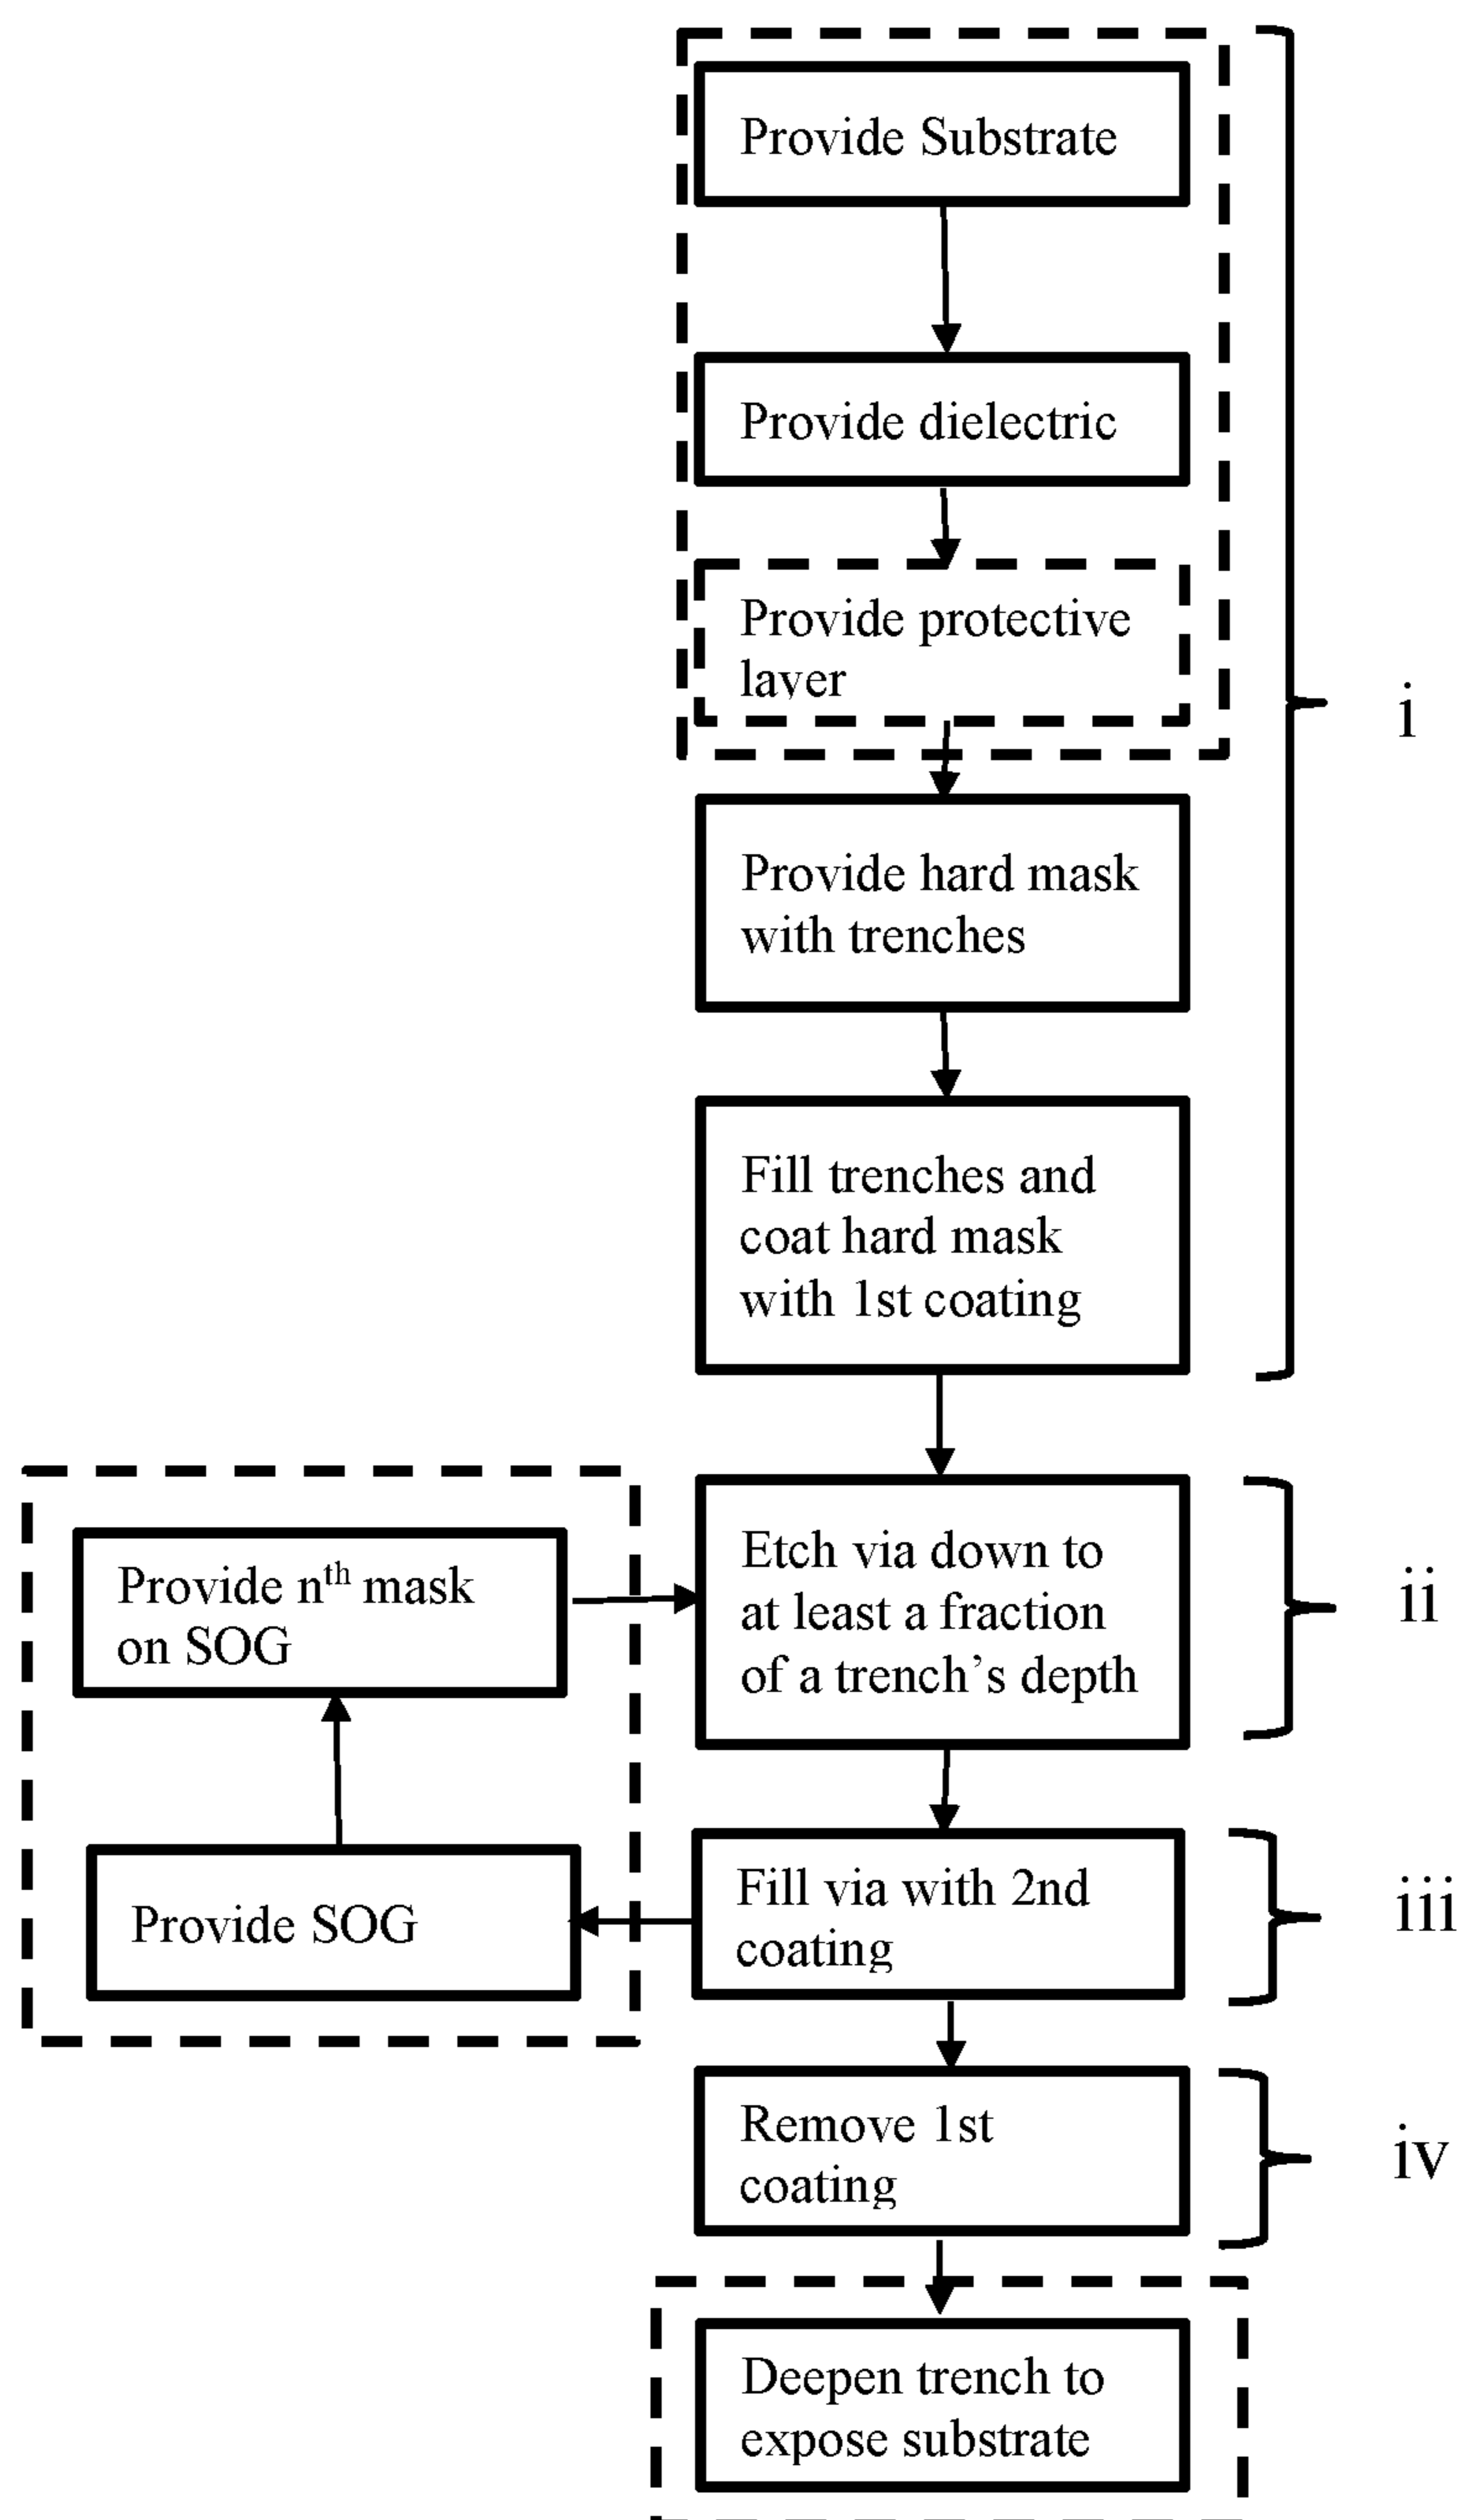 Provide Substrate
Provide dielectric
Provide protective
laver
i
Provide hard mask
with trenches
Fill trenches and
coat hard mask
with 1st coating
Etch via down to
at least a fraction
of a trench’s depth
ii
Provide nth mask
on SOG
Fill via with 2nd
coating
iii
Provide SOG
Remove 1st
coating
iv
Deepen trench to
expose substrate